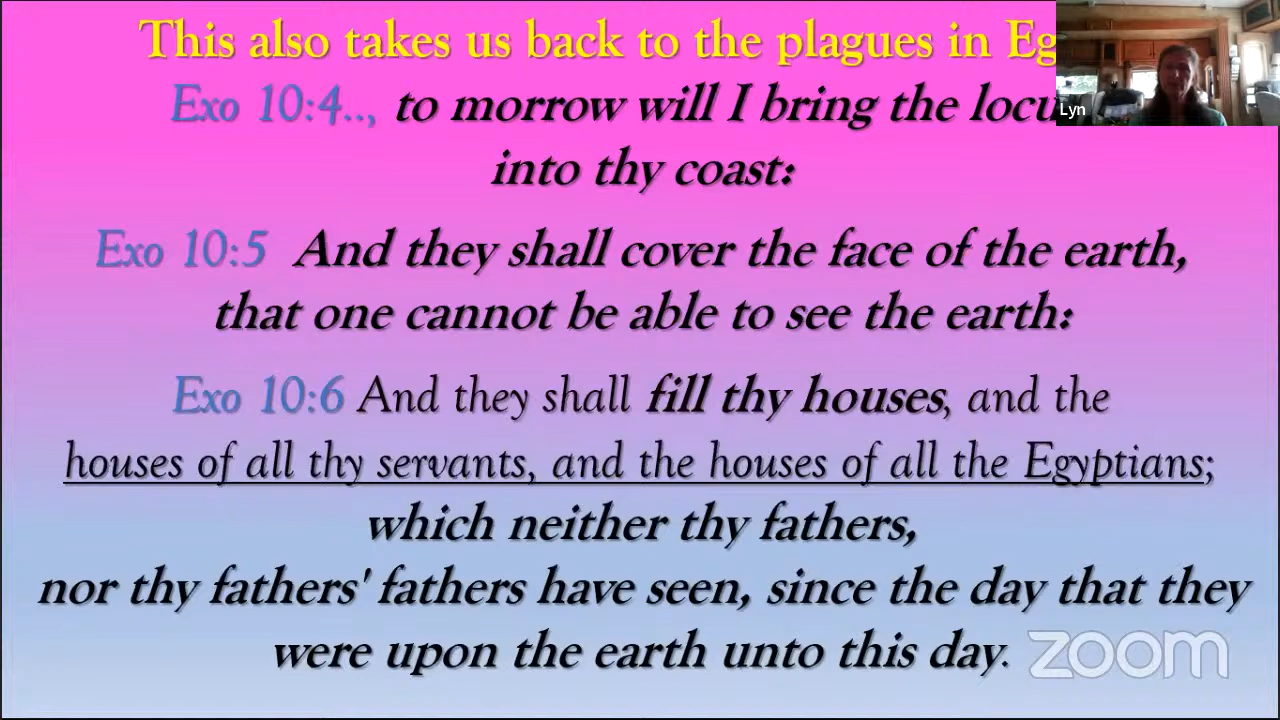 This also takes us back to the plagues in Eg
Exo 10:4.., to morrow will I bring the locu
Lyn
into thy coast:
Exo 10:5 And they shall cover the face of the earth,
that one cannot be able to see the earth:
Exo 10:6 And they shall fill thy houses, and the
houses of all thy servants, and the houses of all the Egyptians;
which neither thy fathers,
nor thy fathers' fathers have seen, since the day that they
were upon the earth unto this day.
zoom